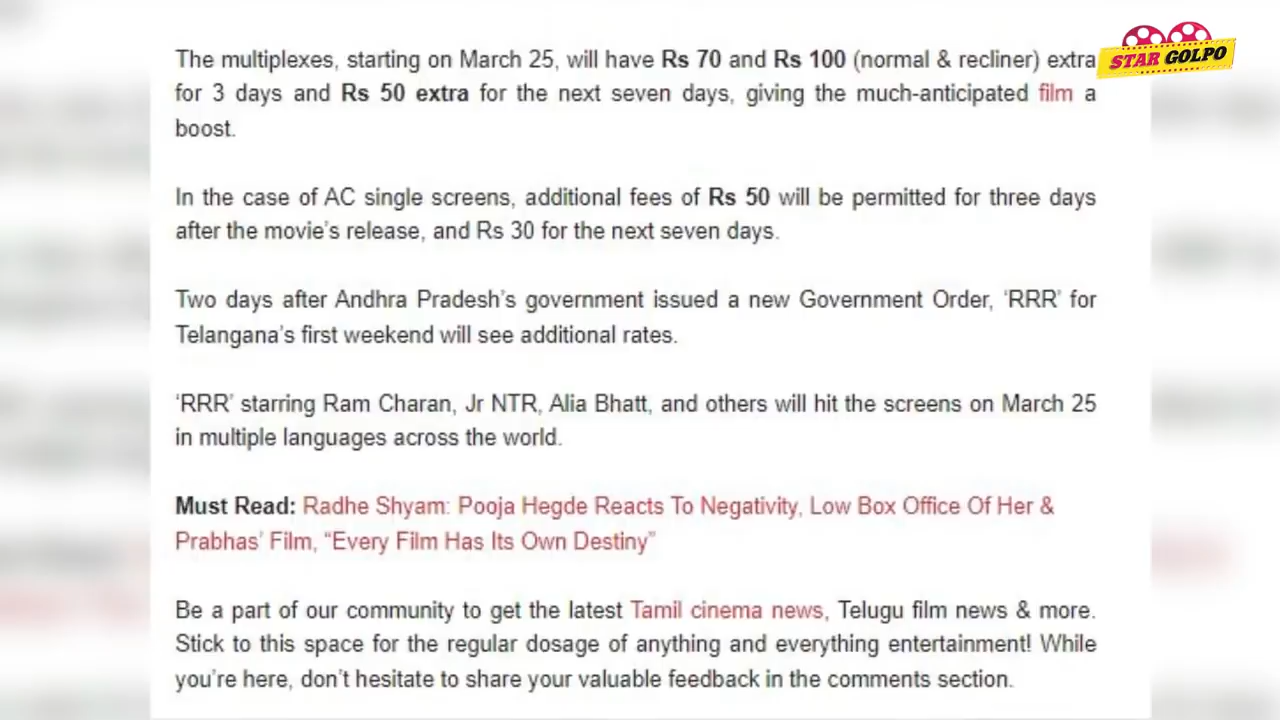 STAR GOLPO
The multiplexes, starting on March 25, will have Rs 70 and Rs 100 (normal & recliner) extra
for 3 days and Rs 50 extra for the next seven days, giving the much-anticipated film a
boost.
In the case of AC single screens, additional fees of Rs 50 will be permitted for three days
after the movie's release, and Rs 30 for the next seven days.
Two days after Andhra Pradesh's government issued a new Government Order, ‘RRR’ for
Telangana's first weekend will see additional rates.
‘RRR’ starring Ram Charan, Jr NTR, Alia Bhatt, and others will hit the screens on March 25
in multiple languages across the world.
Must Read: Radhe Shyam: Pooja Hegde Reacts To Negativity, Low Box Office Of Her &
Prabhas’ Film, “Every Film Has Its Own Destiny”
Be a part of our community to get the latest Tamil cinema news, Telugu film news & more.
Stick to this space for the regular dosage of anything and everything entertainment! While
you're here, don't hesitate to share your valuable feedback in the comments section.